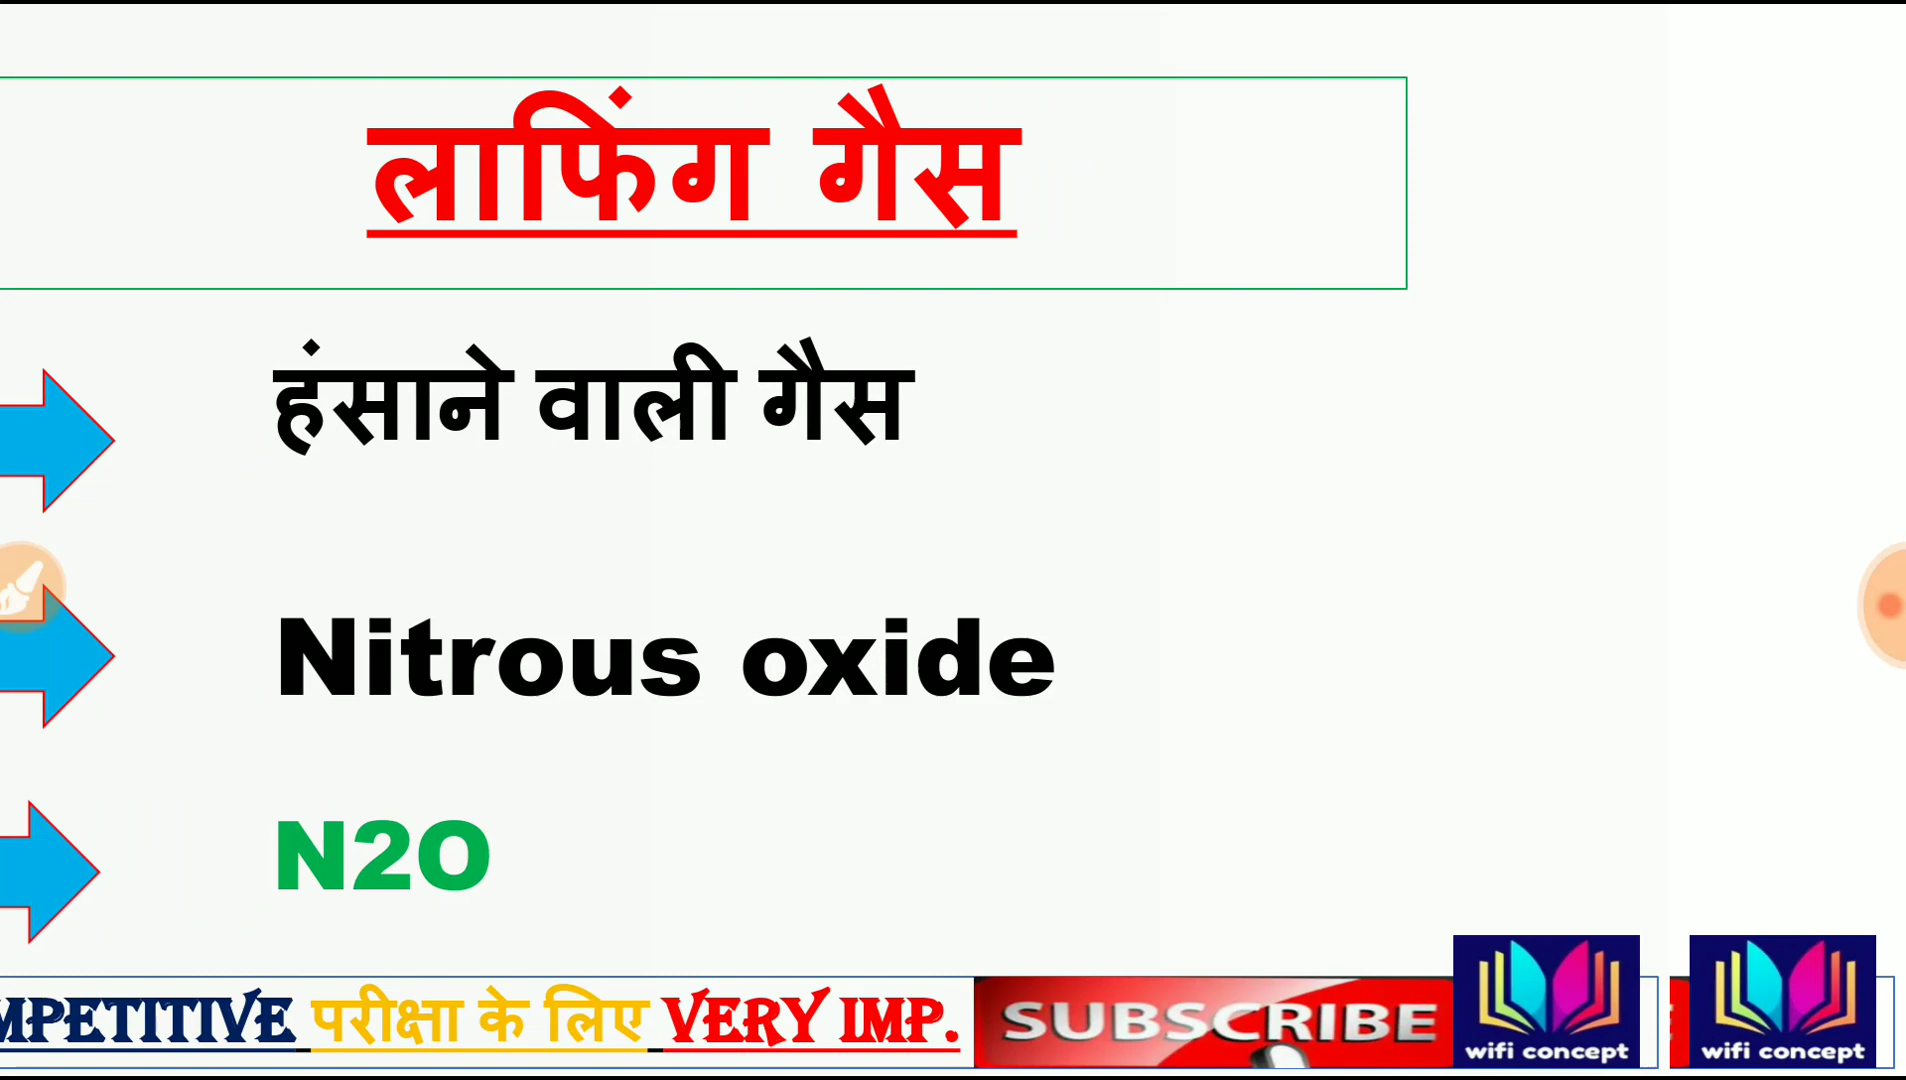 लाफिंग गैस
हंसाने वाली गैस
Nitrous oxide
N2O
MPETITIVE परीक्षा के लिए VERY IMP.
SUBSCRIBE
wifi concept
wifi concept